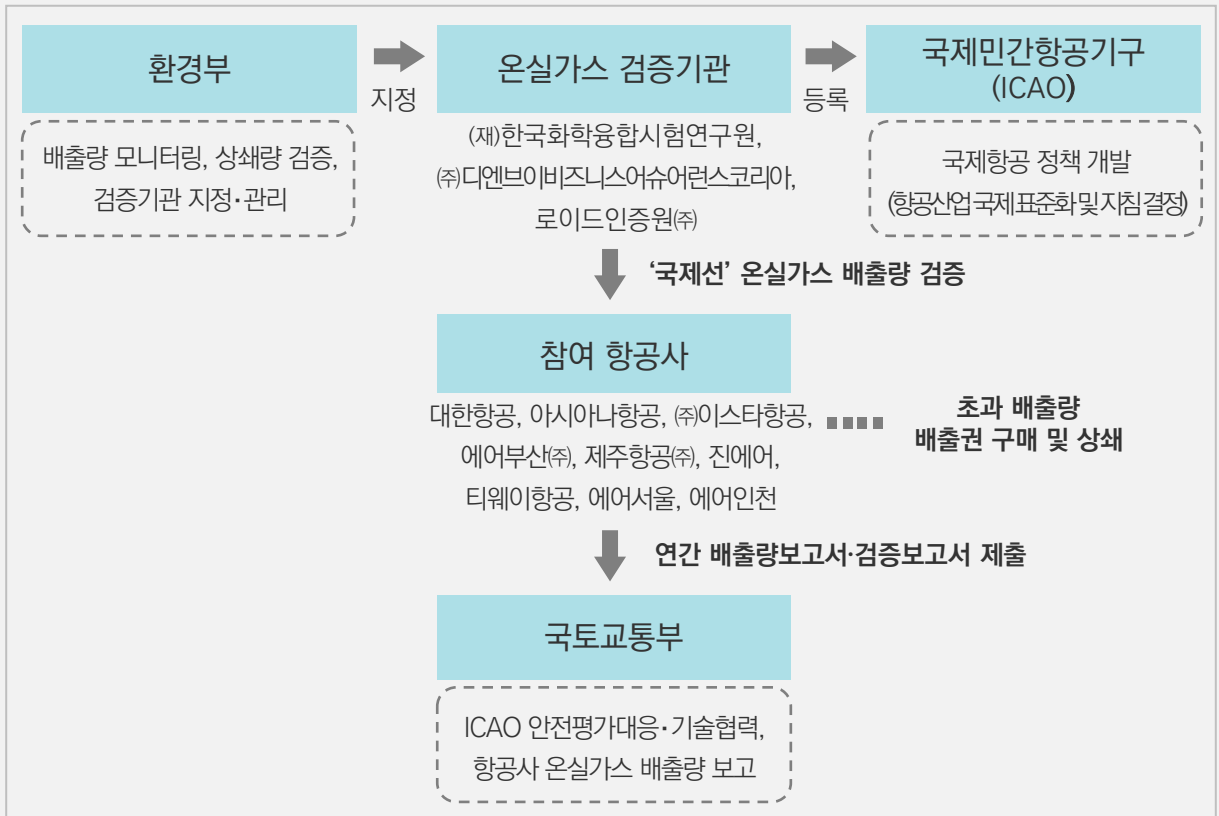 환경부
지정
온실가스 검증기관
등록
국제민간항공기구
(ICAO)
배출량 모니터링, 상쇄량 검증,
검증기관 지정·관리
(재)한국화학융합시험연구원,
㈜디엔브이비즈니스어슈어런스코리아,
로이드인증원㈜
국제항공 정책 개발
(항공산업 국제 표준화 및 지침 결정)
‘국제선’ 온실가스 배출량 검증
참여 항공사
대한항공, 아시아나항공, ㈜이스타항공,
에어부산㈜, 제주항공㈜, 진에어,
티웨이항공, 에어서울, 에어인천
초과 배출량
배출권 구매 및 상쇄
연간 배출량보고서·검증보고서 제출
국토교통부
ICAO 안전평가대응·기술협력,
항공사 온실가스 배출량 보고